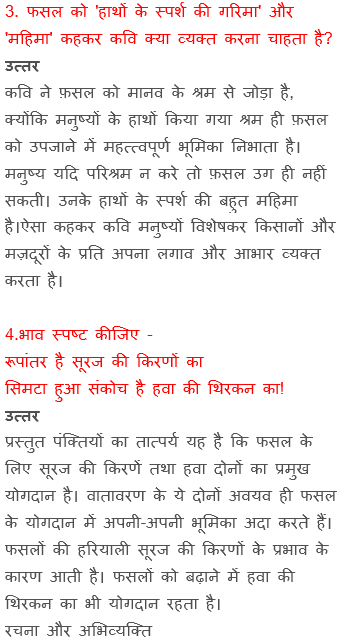 3. फसल को 'हाथों के स्पर्श की गरिमा' और
'महिमा' कहकर कवि क्या व्यक्त करना चाहता है?
उत्तर
कवि ने फ़सल को मानव के श्रम से जोड़ा है,
क्योंकि मनुष्यों के हाथों किया गया श्रम ही फ़सल
को उपजाने में महत्त्वपूर्ण भूमिका निभाता है।
मनुष्य यदि परिश्रम न करे तो फ़सल उग ही नहीं
सकती। उनके हाथों के स्पर्श की बहुत महिमा
है।ऐसा कहकर कवि मनुष्यों विशेषकर किसानों और
मज़दूरों के प्रति अपना लगाव और आभार व्यक्त
करता है।
4.भाव स्पष्ट कीजिए -
रूपांतर है सूरज की किरणों का
सिमटा हुआ संकोच है हवा की थिरकन का!
उत्तर
प्रस्तुत पंक्तियों का तात्पर्य यह है कि फसल के
लिए सूरज की किरणें तथा हवा दोनों का प्रमुख
योगदान है। वातावरण के ये दोनों अवयव ही फसल
के योगदान में अपनी-अपनी भूमिका अदा करते हैं।
फसलों की हरियाली सूरज की किरणों के प्रभाव के
कारण आती है। फसलों को बढ़ाने में हवा की
थिरकन का भी योगदान रहता है।
रचना और अभिव्यक्ति